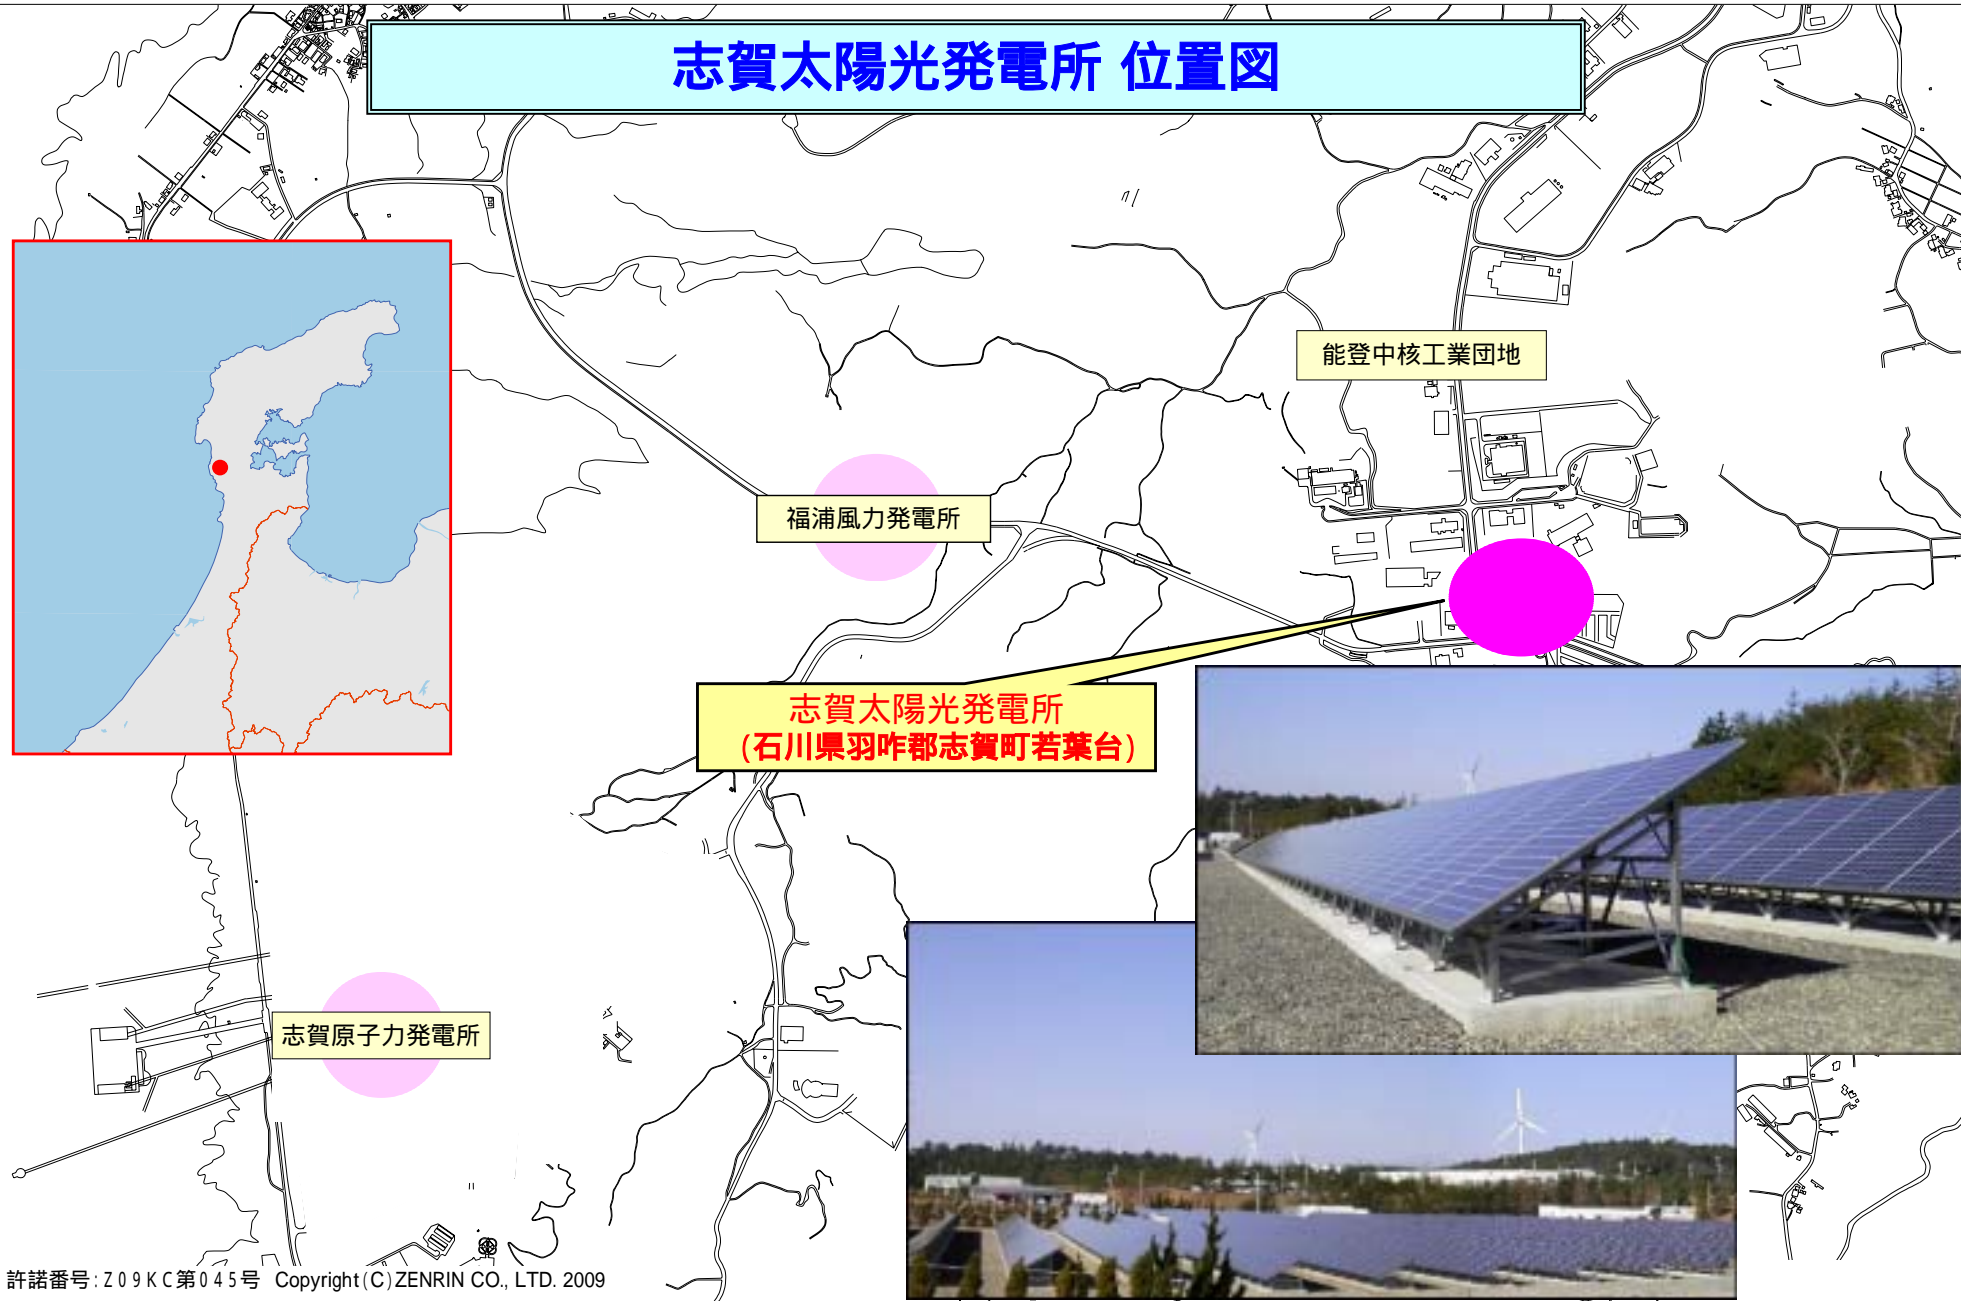 志賀太陽光発電所 位置図
能登中核工業団地
福浦風力発電所
志賀太陽光発電所
(石川県羽咋郡志賀町若葉台)
志賀原子力発電所
許諾番号:Z09KC第045号 Copyright(C)ZENRIN CO., LTD. 2009